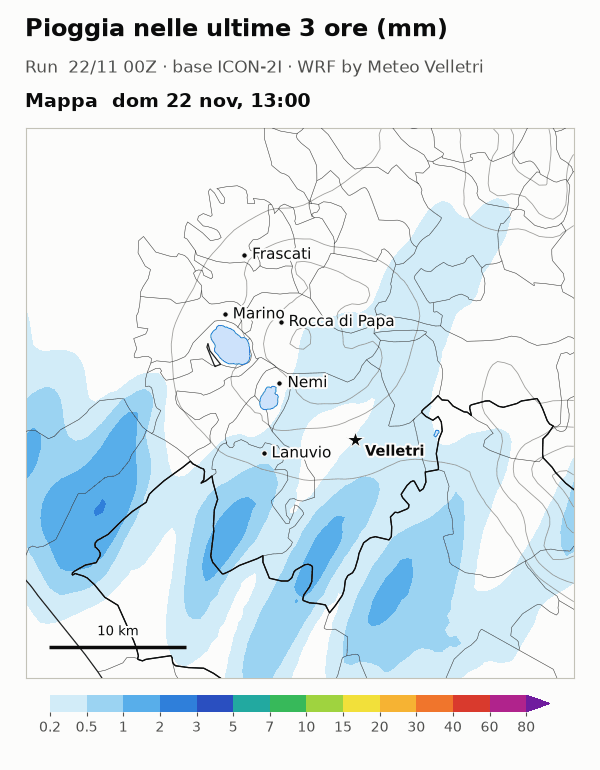 Pioggia nelle ultime 3 ore (mm)
Run  22/11 00Z · base ICON-2I · WRF by Meteo Velletri
Mappa  dom 22 nov, 13:00
Frascati
Marino
Rocca di Papa
Nemi
Velletri
Lanuvio
10 km
0.2 0.5 1 2 3 5 7 10 15 20 30 40 60 80